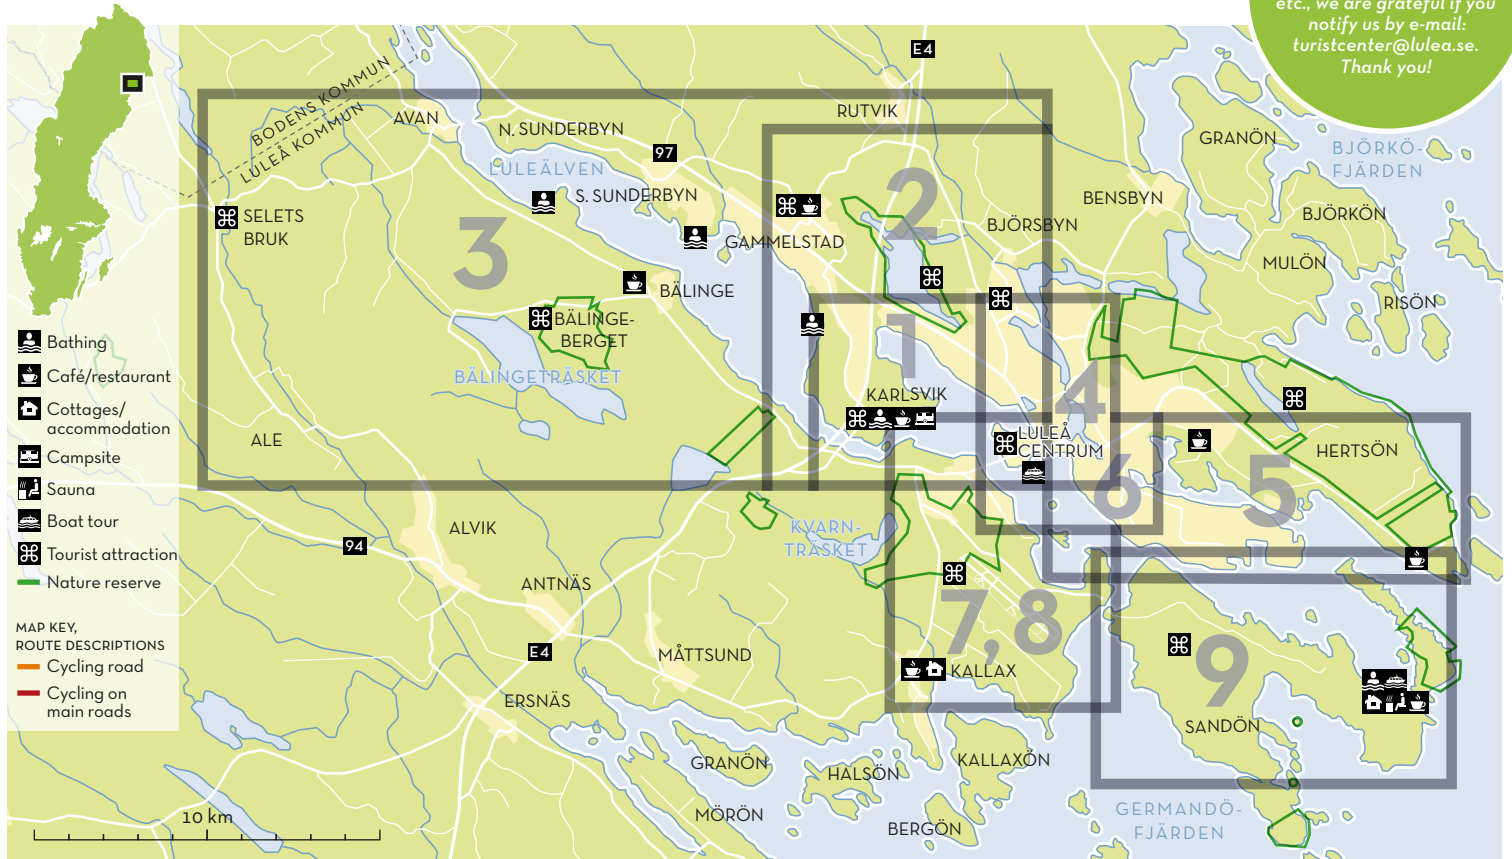 etc., we are grateful if you
notify us by e-mail:
turistcenter@lulea.se.
Thank you!
E4
BODENS KOMMUN
LULEÅ KOMMUN
AVAN
N. SUNDERBYN
RUTVIK
GRANÖN
BJÖRKÖ-
FJÄRDEN
97
LULEÄLVEN
S. SUNDERBYN
2
BENSBYN
BJÖRKÖN
SELETS
BRUK
3
GAMMELSTAD
BJÖRSBYN
MULÖN
BÄLINGE
RISÖN
BÄLINGE-
BERGET
1
BÄLINGETRÄSKET
KARLSVIK
4
ALE
LULEÅ
CENTRUM
HERTSÖN
6
5
ALVIK
KVARN-
TRÄSKET
94
ANTNÄS
7,8
E4
MÅTTSUND
KALLAX
9
ERSNÄS
SANDÖN
GRANÖN
HALSÖN
KALLAXÖN
MÖRÖN
BERGÖN
GERMANDÖ-
FJÄRDEN
Bathing
Café/restaurant
Cottages/
accommodation
Campsite
Sauna
Boat tour
Tourist attraction
Nature reserve
MAP KEY,
ROUTE DESCRIPTIONS
Cycling road
Cycling on
main roads
10 km